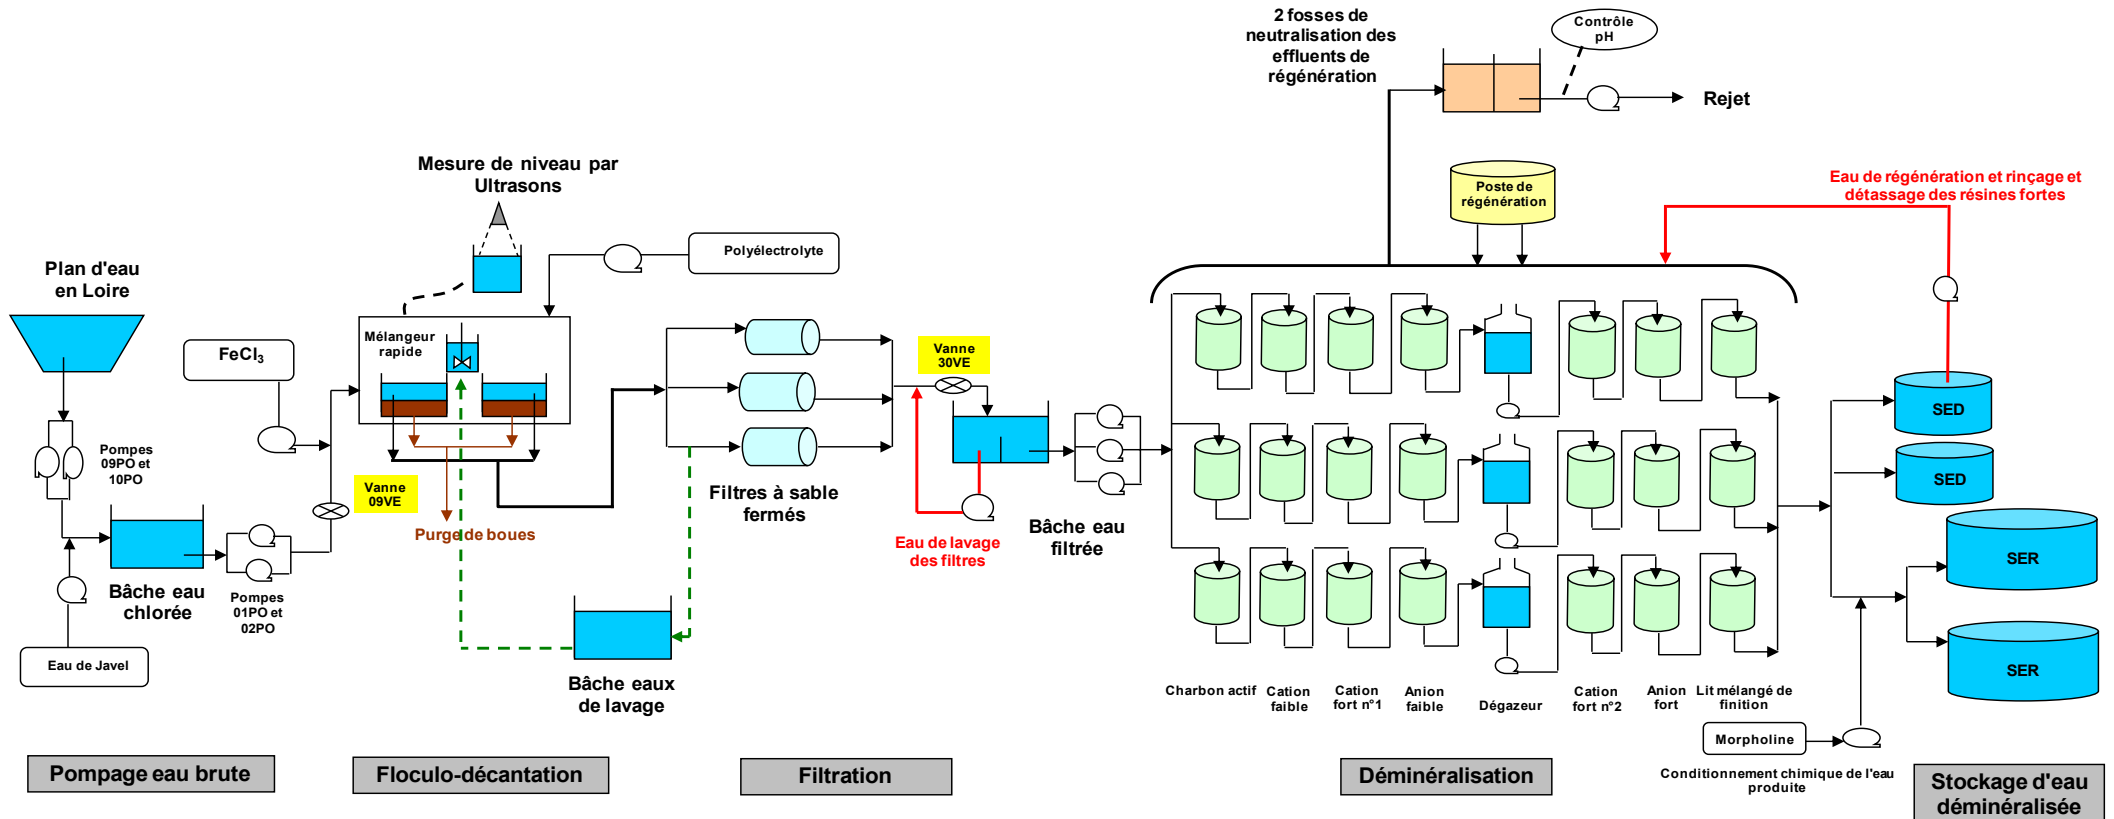 2 fosses de
neutralisation des
effluents de
régénération
Contrôle
pH
Rejet
Mesure de niveau par
Ultrasons
Poste de
régénération
Eau de régénération et rinçage et
détassage des résines fortes
Polyélectrolyte
Plan d'eau
en Loire
Mélangeur
rapide
FeCl₃
Vanne
30VE
SED
SED
Pompes
09PO et
10PO
Vanne
09VE
Filtres à sable
fermés
Purge de boues
Eau de lavage
des filtres
Bâche eau
filtrée
SER
Bâche eau
chlorée
Pompes
01PO et
02PO
Eau de Javel
SER
Bâche eaux
de lavage
Charbon actif
Cation
faible
Cation
fort n°1
Anion
faible
Dégazeur
Cation
fort n°2
Anion
fort
Lit mélangé de
finition
Morpholine
Conditionnement chimique de l'eau
produite
Pompage eau brute
Floculo-décantation
Filtration
Déminéralisation
Stockage d'eau
déminéralisée